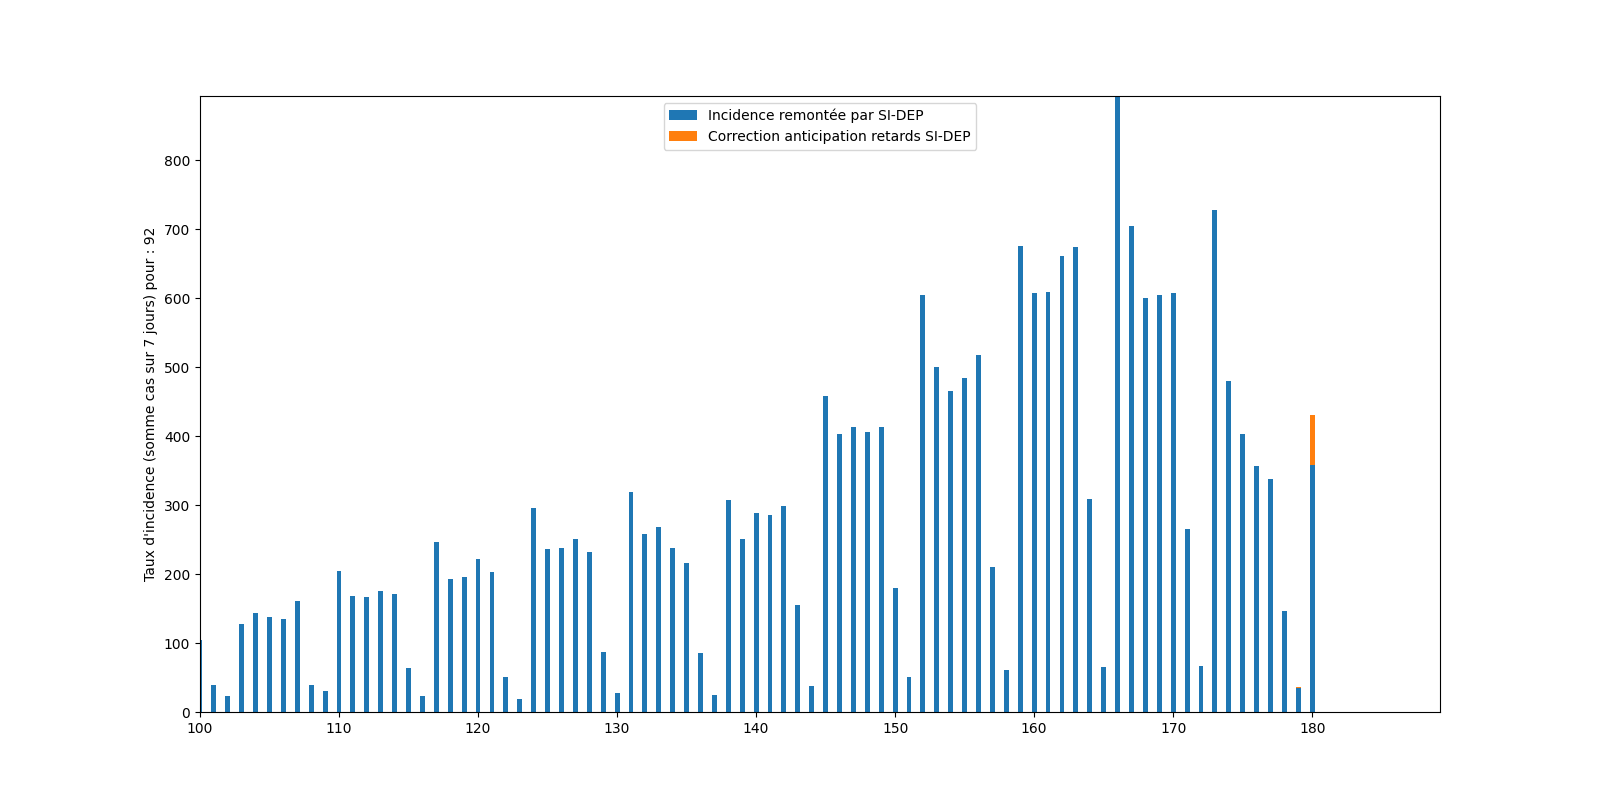 Incidence remontée par SI-DEP
Correction anticipation retards SI-DEP
Taux d'incidence (somme cas sur 7 jours) pour : 92
800
700
600
500
400
300
200
100
0
100 110 120 130 140 150 160 170 180